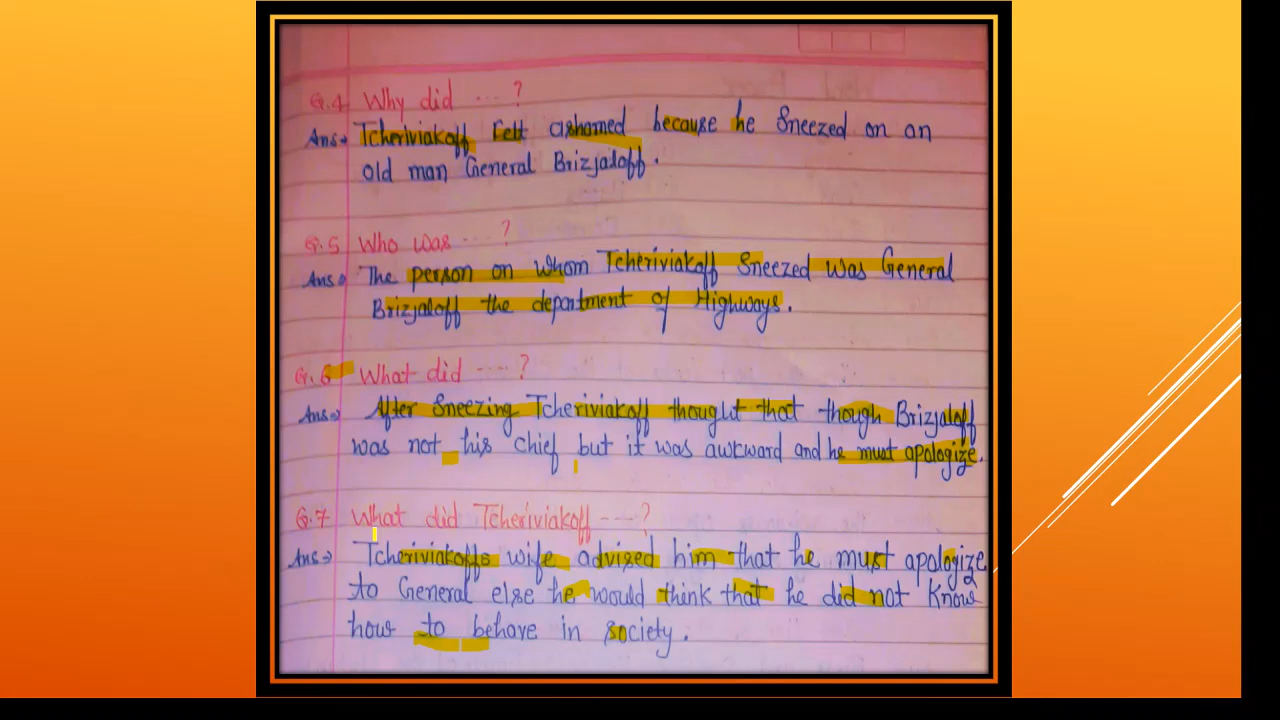 Q.4 Why did ....?
Ans→ Tcheriviakoff felt ashamed because he sneezed on an
old man General Brizjaloff.
Q.5 Who was ....?
Ans→ The person on whom Tcheriviakoff Sneezed was General
Brizjaloff the department of Highways.
Q.6 What did ....?
Ans→ After Sneezing Tcheriviakoff thought that though Brizjaloff
was not his chief but it was awkward and he must apologize.
Q.7 What did Tcheriviakoff ----?
Ans→ Tcheriviakoffs wife advised him that he must apologize
to General else he would think that he did not know
how to behave in society.